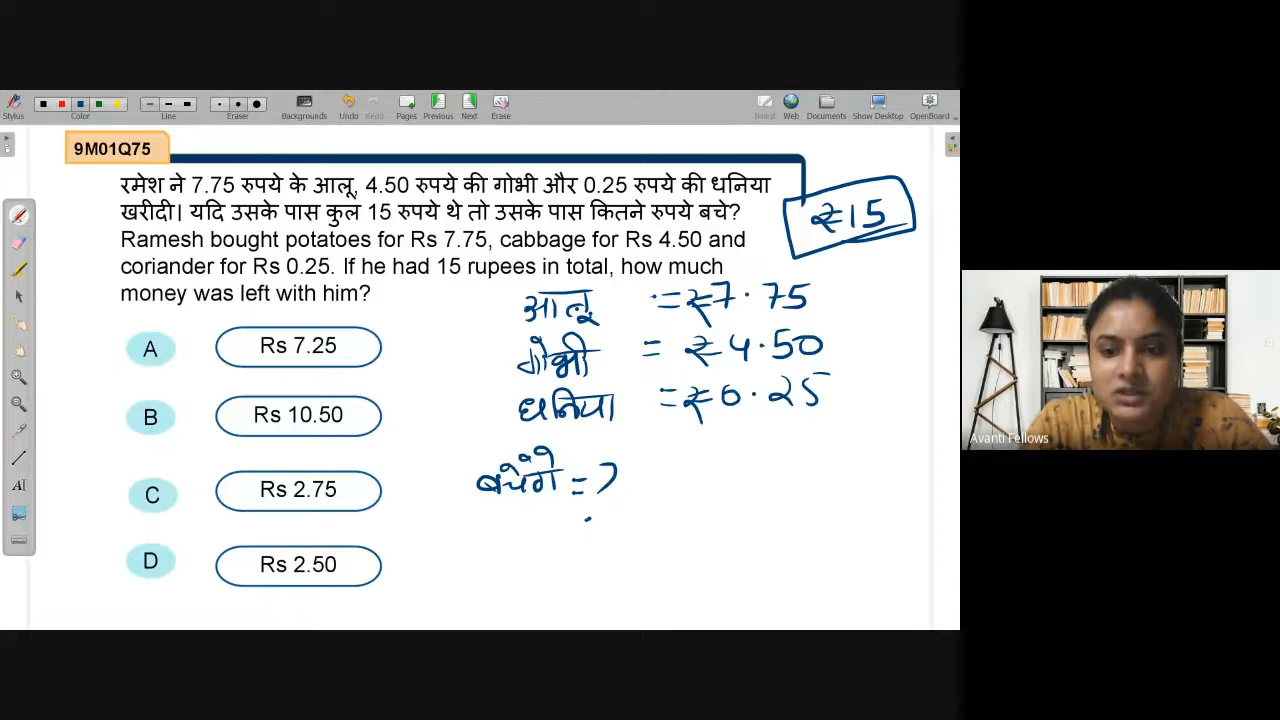 Stylus
Color
Line
Eraser
Backgrounds
Undo
Redo
Pages
Previous
Next
Erase
Board
Web
Documents
Show Desktop
OpenBoard
9M01Q75
रमेश ने 7.75 रुपये के आलू, 4.50 रुपये की गोभी और 0.25 रुपये की धनिया
खरीदी। यदि उसके पास कुल 15 रुपये थे तो उसके पास कितने रुपये बचे?
₹15
Ramesh bought potatoes for Rs 7.75, cabbage for Rs 4.50 and
coriander for Rs 0.25. If he had 15 rupees in total, how much
money was left with him?
आलू = ₹7.75
गोभी = ₹4.50
धनिया = ₹0.25
बचेंगे = ?
A Rs 7.25
B Rs 10.50
C Rs 2.75
D Rs 2.50
Avanti Fellows